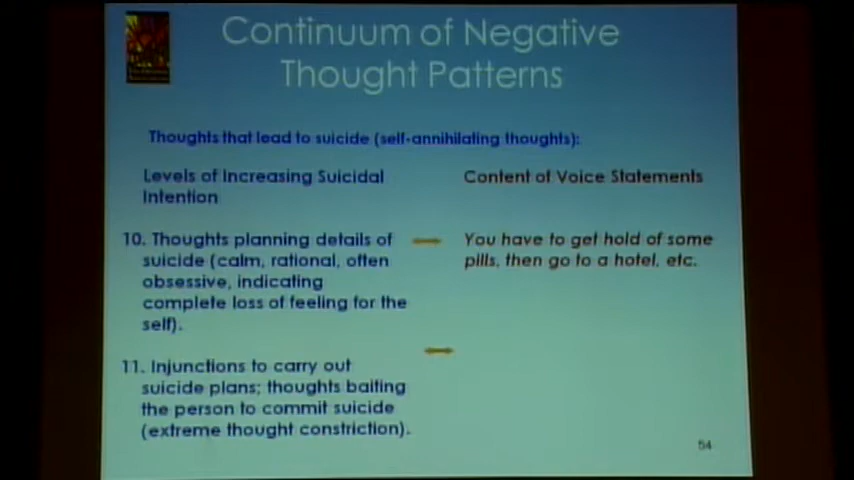 Continuum of Negative
Thought Patterns
Thoughts that lead to suicide (self-annihilating thoughts):
Levels of Increasing Suicidal
Intention
Content of Voice Statements
10. Thoughts planning details of
suicide (calm, rational, often
obsessive, indicating
complete loss of feeling for the
self).
You have to get hold of some
pills, then go to a hotel, etc.
11. Injunctions to carry out
suicide plans; thoughts baiting
the person to commit suicide
(extreme thought constriction).
54